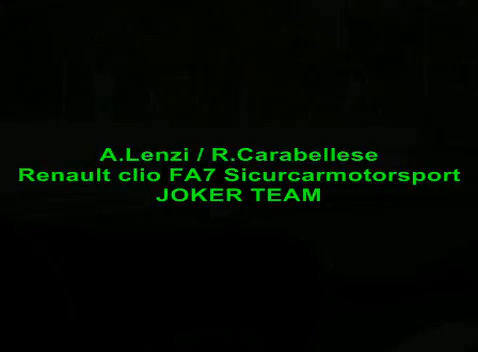 A.Lenzi / R.Carabellese
Renault clio FA7 Sicurcarmotorsport
JOKER TEAM